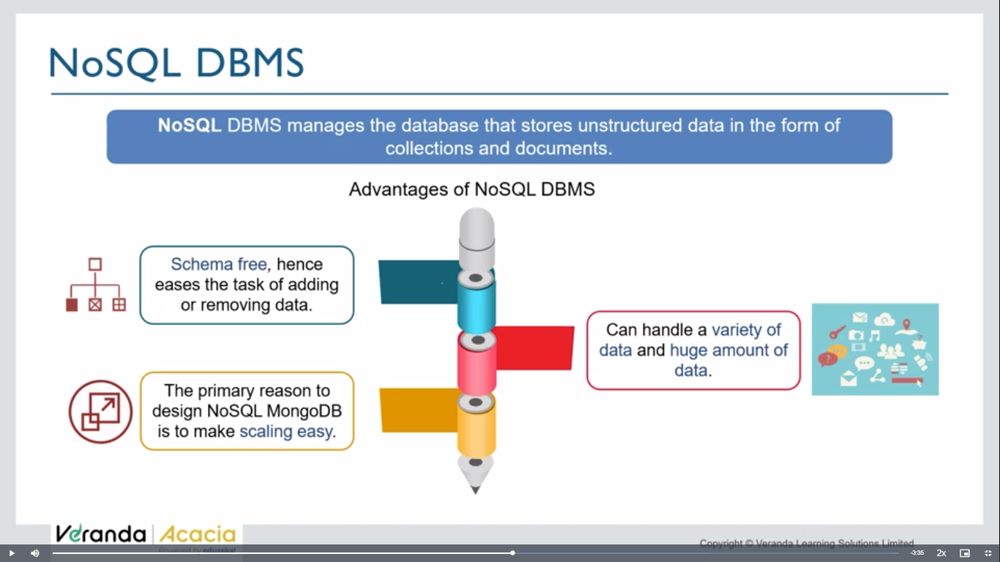 NoSQL DBMS
NoSQL DBMS manages the database that stores unstructured data in the form of
collections and documents.
Advantages of NoSQL DBMS
Schema free, hence
eases the task of adding
or removing data.
Can handle a variety of
data and huge amount of
data.
The primary reason to
design NoSQL MongoDB
is to make scaling easy.
Veranda Acacia
Powered by edureka!
Copyright © Veranda Learning Solutions Limited
-3:35
2x